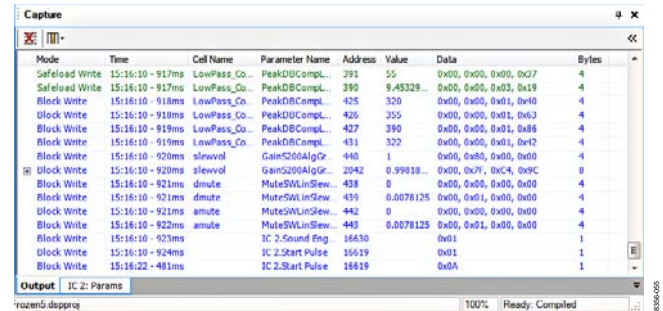 Capture
Mode Time Cell Name Parameter Name Address Value Data Bytes
Safeload Write 15:16:10 - 917ms LowPass_Co... PeakDBCompL... 391 55 0x00, 0x00, 0x00, 0x37 4
Safeload Write 15:16:10 - 917ms LowPass_Co... PeakDBCompL... 390 9.45329... 0x00, 0x00, 0x03, 0x19 4
Block Write 15:16:10 - 918ms LowPass_Co... PeakDBCompL... 425 320 0x00, 0x00, 0x01, 0x40 4
Block Write 15:16:10 - 918ms LowPass_Co... PeakDBCompL... 426 355 0x00, 0x00, 0x01, 0x63 4
Block Write 15:16:10 - 919ms LowPass_Co... PeakDBCompL... 427 390 0x00, 0x00, 0x01, 0x86 4
Block Write 15:16:10 - 919ms LowPass_Co... PeakDBCompL... 431 322 0x00, 0x00, 0x01, 0x42 4
Block Write 15:16:10 - 920ms slewvol Gain5200AlgGr... 440 1 0x00, 0x80, 0x00, 0x00 4
Block Write 15:16:10 - 920ms slewvol Gain5200AlgGr... 2042 0.99818... 0x00, 0x7F, 0xC4, 0x9C 8
Block Write 15:16:10 - 921ms dmute MuteSWLinSlew... 438 0 0x00, 0x00, 0x00, 0x00 4
Block Write 15:16:10 - 921ms dmute MuteSWLinSlew... 439 0.0078125 0x00, 0x01, 0x00, 0x00 4
Block Write 15:16:10 - 921ms amute MuteSWLinSlew... 442 0 0x00, 0x00, 0x00, 0x00 4
Block Write 15:16:10 - 922ms amute MuteSWLinSlew... 443 0.0078125 0x00, 0x01, 0x00, 0x00 4
Block Write 15:16:10 - 923ms IC 2.Sound Eng... 16630 0x01 1
Block Write 15:16:10 - 924ms IC 2.Start Pulse 16619 0x01 1
Block Write 15:16:22 - 481ms IC 2.Start Pulse 16619 0x0A 1
Output IC 2: Params
rozen5.dspproj 100% Ready: Compiled
8356-055